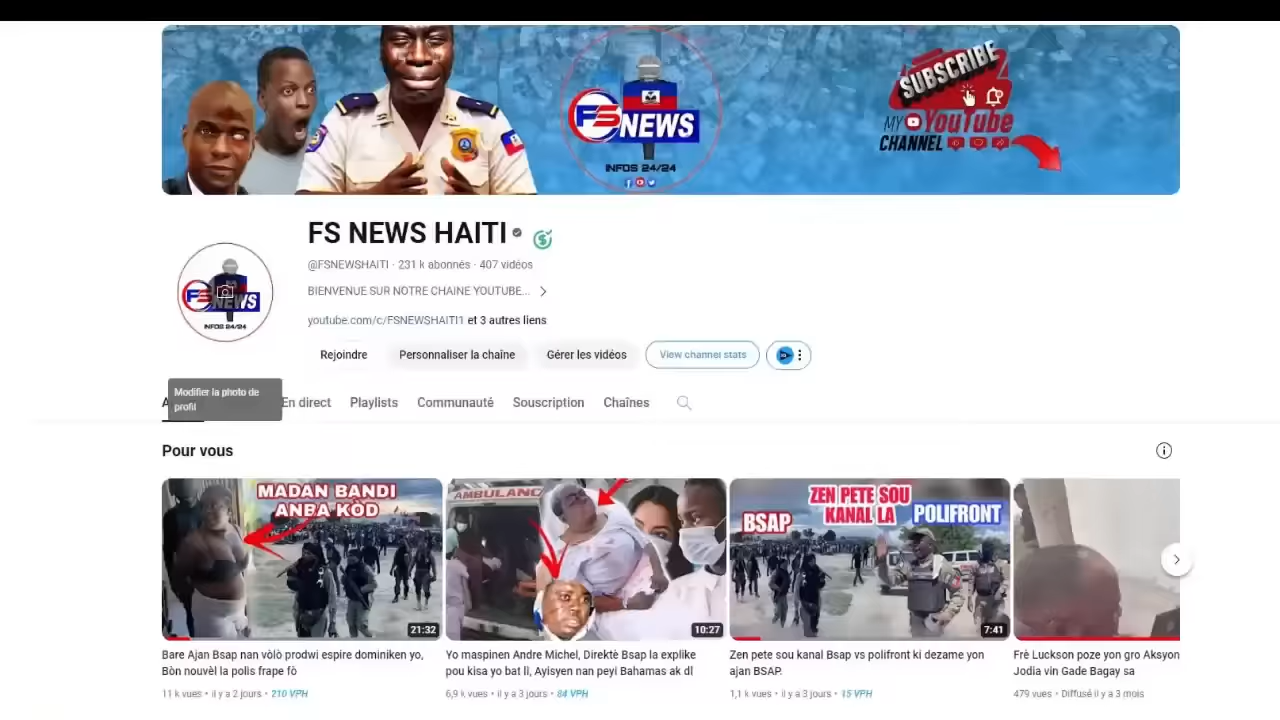 SUBSCRIBE
MY YouTube
CHANNEL
FS NEWS
INFOS 24/24
FS NEWS HAITI
@FSNEWSHAITI · 231 k abonnés · 407 vidéos
BIENVENUE SUR NOTRE CHAINE YOUTUBE...
youtube.com/c/FSNEWSHAITI1 et 3 autres liens
FS NEWS
INFOS 24/24
Rejoindre
Personnaliser la chaîne
Gérer les vidéos
View channel stats
Modifier la photo de
profil
A
En direct
Playlists
Communauté
Souscription
Chaînes
Pour vous
MADAN BANDI
ANBA KÒD
21:32
AMBULANC
10:27
ZEN PETE SOU
KANAL LA
BSAP
POLIFRONT
7:41
Bare Ajan Bsap nan vòlò prodwi espire dominiken yo,
Bòn nouvèl la polis frape fò
11 k vues • il y a 2 jours • 210 VPH
Yo maspinen Andre Michel, Direktè Bsap la explike
pou kisa yo bat li, Ayisyen nan peyi Bahamas ak dl
6,9 k vues • il y a 3 jours • 84 VPH
Zen pete sou kanal Bsap vs polifront ki dezame yon
ajan BSAP.
1,1 k vues • il y a 3 jours • 15 VPH
Frè Luckson poze yon gro Aksyon
Jodia vin Gade Bagay sa
479 vues • Diffusé il y a 3 mois